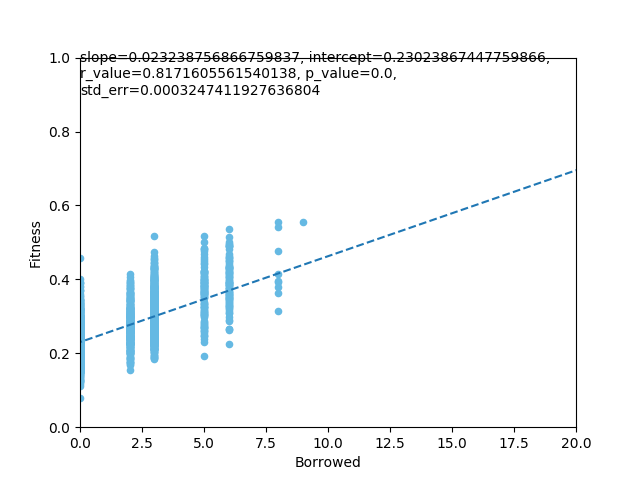 slope=0.023238756866759837, intercept=0.23023867447759866,
r_value=0.8171605561540138, p_value=0.0,
std_err=0.0003247411927636804
1.0
0.8
0.6
0.4
0.2
0.0
Fitness
0.0 2.5 5.0 7.5 10.0 12.5 15.0 17.5 20.0
Borrowed